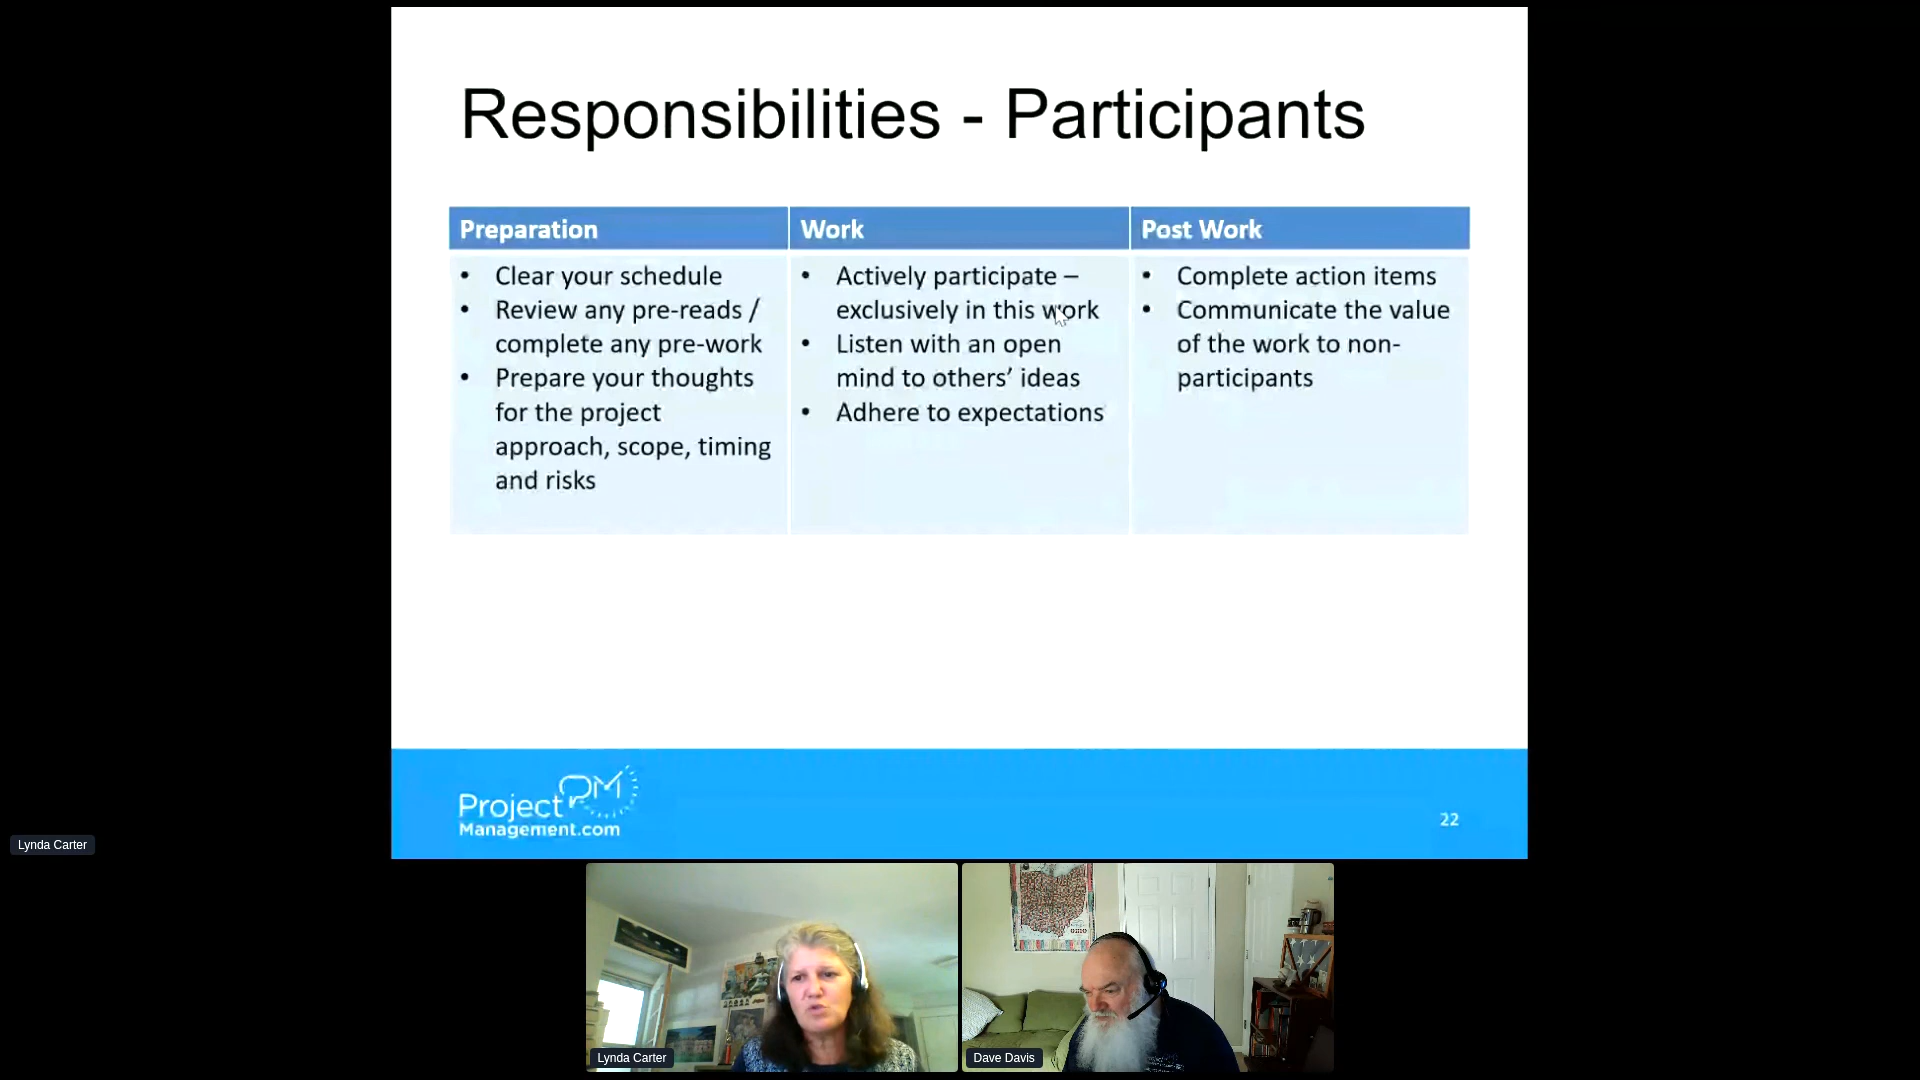 Responsibilities - Participants
Preparation
• Clear your schedule
• Review any pre-reads /
complete any pre-work
• Prepare your thoughts
for the project
approach, scope, timing
and risks
Work
• Actively participate –
exclusively in this work
• Listen with an open
mind to others’ ideas
• Adhere to expectations
Post Work
• Complete action items
• Communicate the value
of the work to non-
participants
Project PM
Management.com
22
Lynda Carter
Lynda Carter
Dave Davis
OHIO